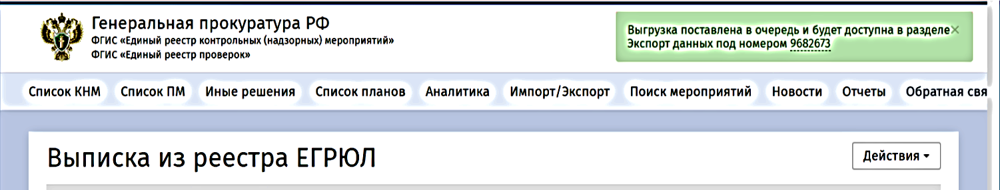 Генеральная прокуратура РФ
ФГИС «Единый реестр контрольных (надзорных) мероприятий»
ФГИС «Единый реестр проверок»
Выгрузка поставлена в очередь и будет доступна в разделе
Экспорт данных под номером 9682673
Список КНМ Список ПМ Иные решения Список планов Аналитика Импорт/Экспорт Поиск мероприятий Новости Отчеты Обратная свя
Выписка из реестра ЕГРЮЛ
Действия